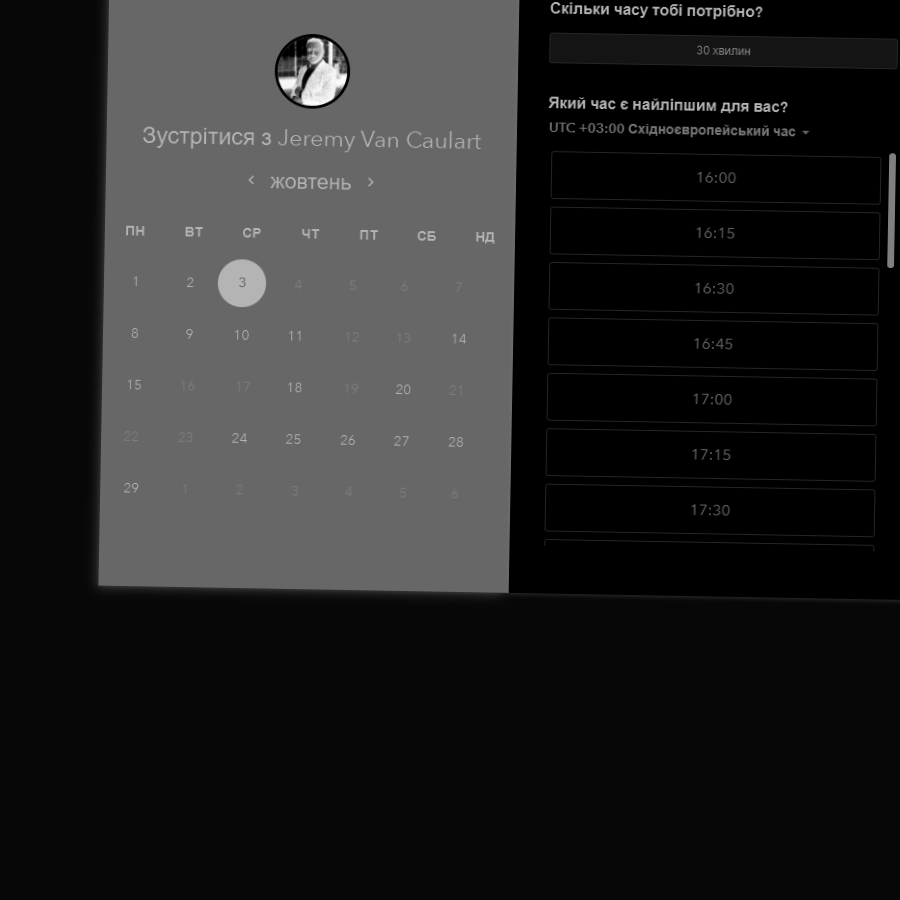 Зустрітися з Jeremy Van Caulart
жовтень
ПН ВТ СР ЧТ ПТ СБ НД
1 2 3 4 5 6 7
8 9 10 11 12 13 14
15 16 17 18 19 20 21
22 23 24 25 26 27 28
29 1 2 3 4 5 6
Скільки часу тобі потрібно?
30 хвилин
Який час є найліпшим для вас?
UTC +03:00 Східноєвропейський час
16:00
16:15
16:30
16:45
17:00
17:15
17:30